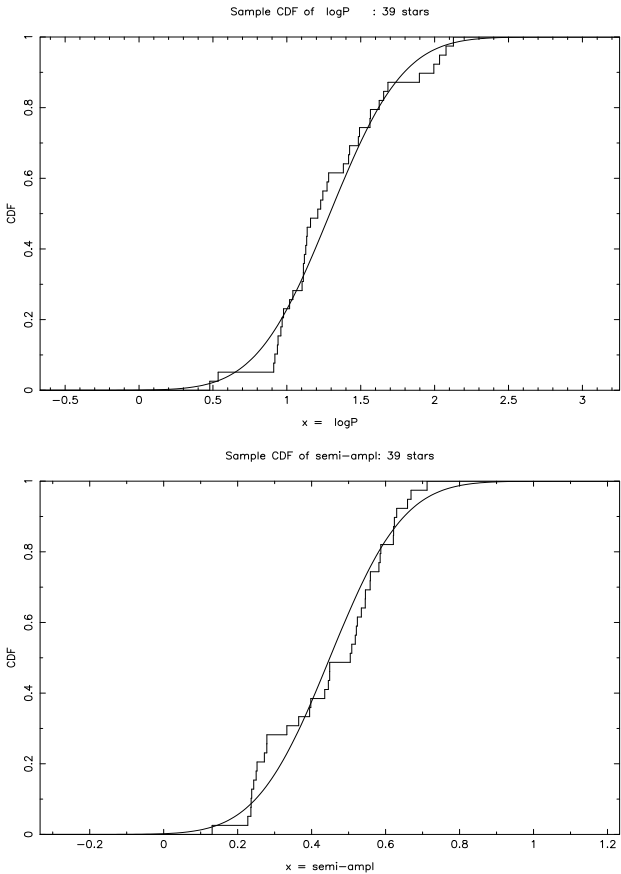 Sample CDF of logP : 39 stars
CDF
0 0.2 0.4 0.6 0.8 1
−0.5 0 0.5 1 1.5 2 2.5 3
x = logP
Sample CDF of semi−ampl: 39 stars
CDF
0 0.2 0.4 0.6 0.8 1
−0.2 0 0.2 0.4 0.6 0.8 1 1.2
x = semi−ampl